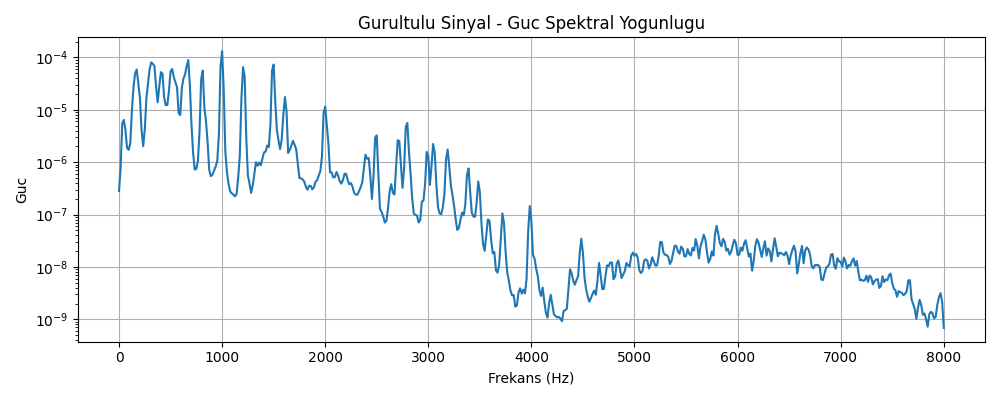 Gurultulu Sinyal - Guc Spektral Yogunlugu
10⁻⁴
10⁻⁵
10⁻⁶
10⁻⁷
10⁻⁸
10⁻⁹
Guc
0 1000 2000 3000 4000 5000 6000 7000 8000
Frekans (Hz)